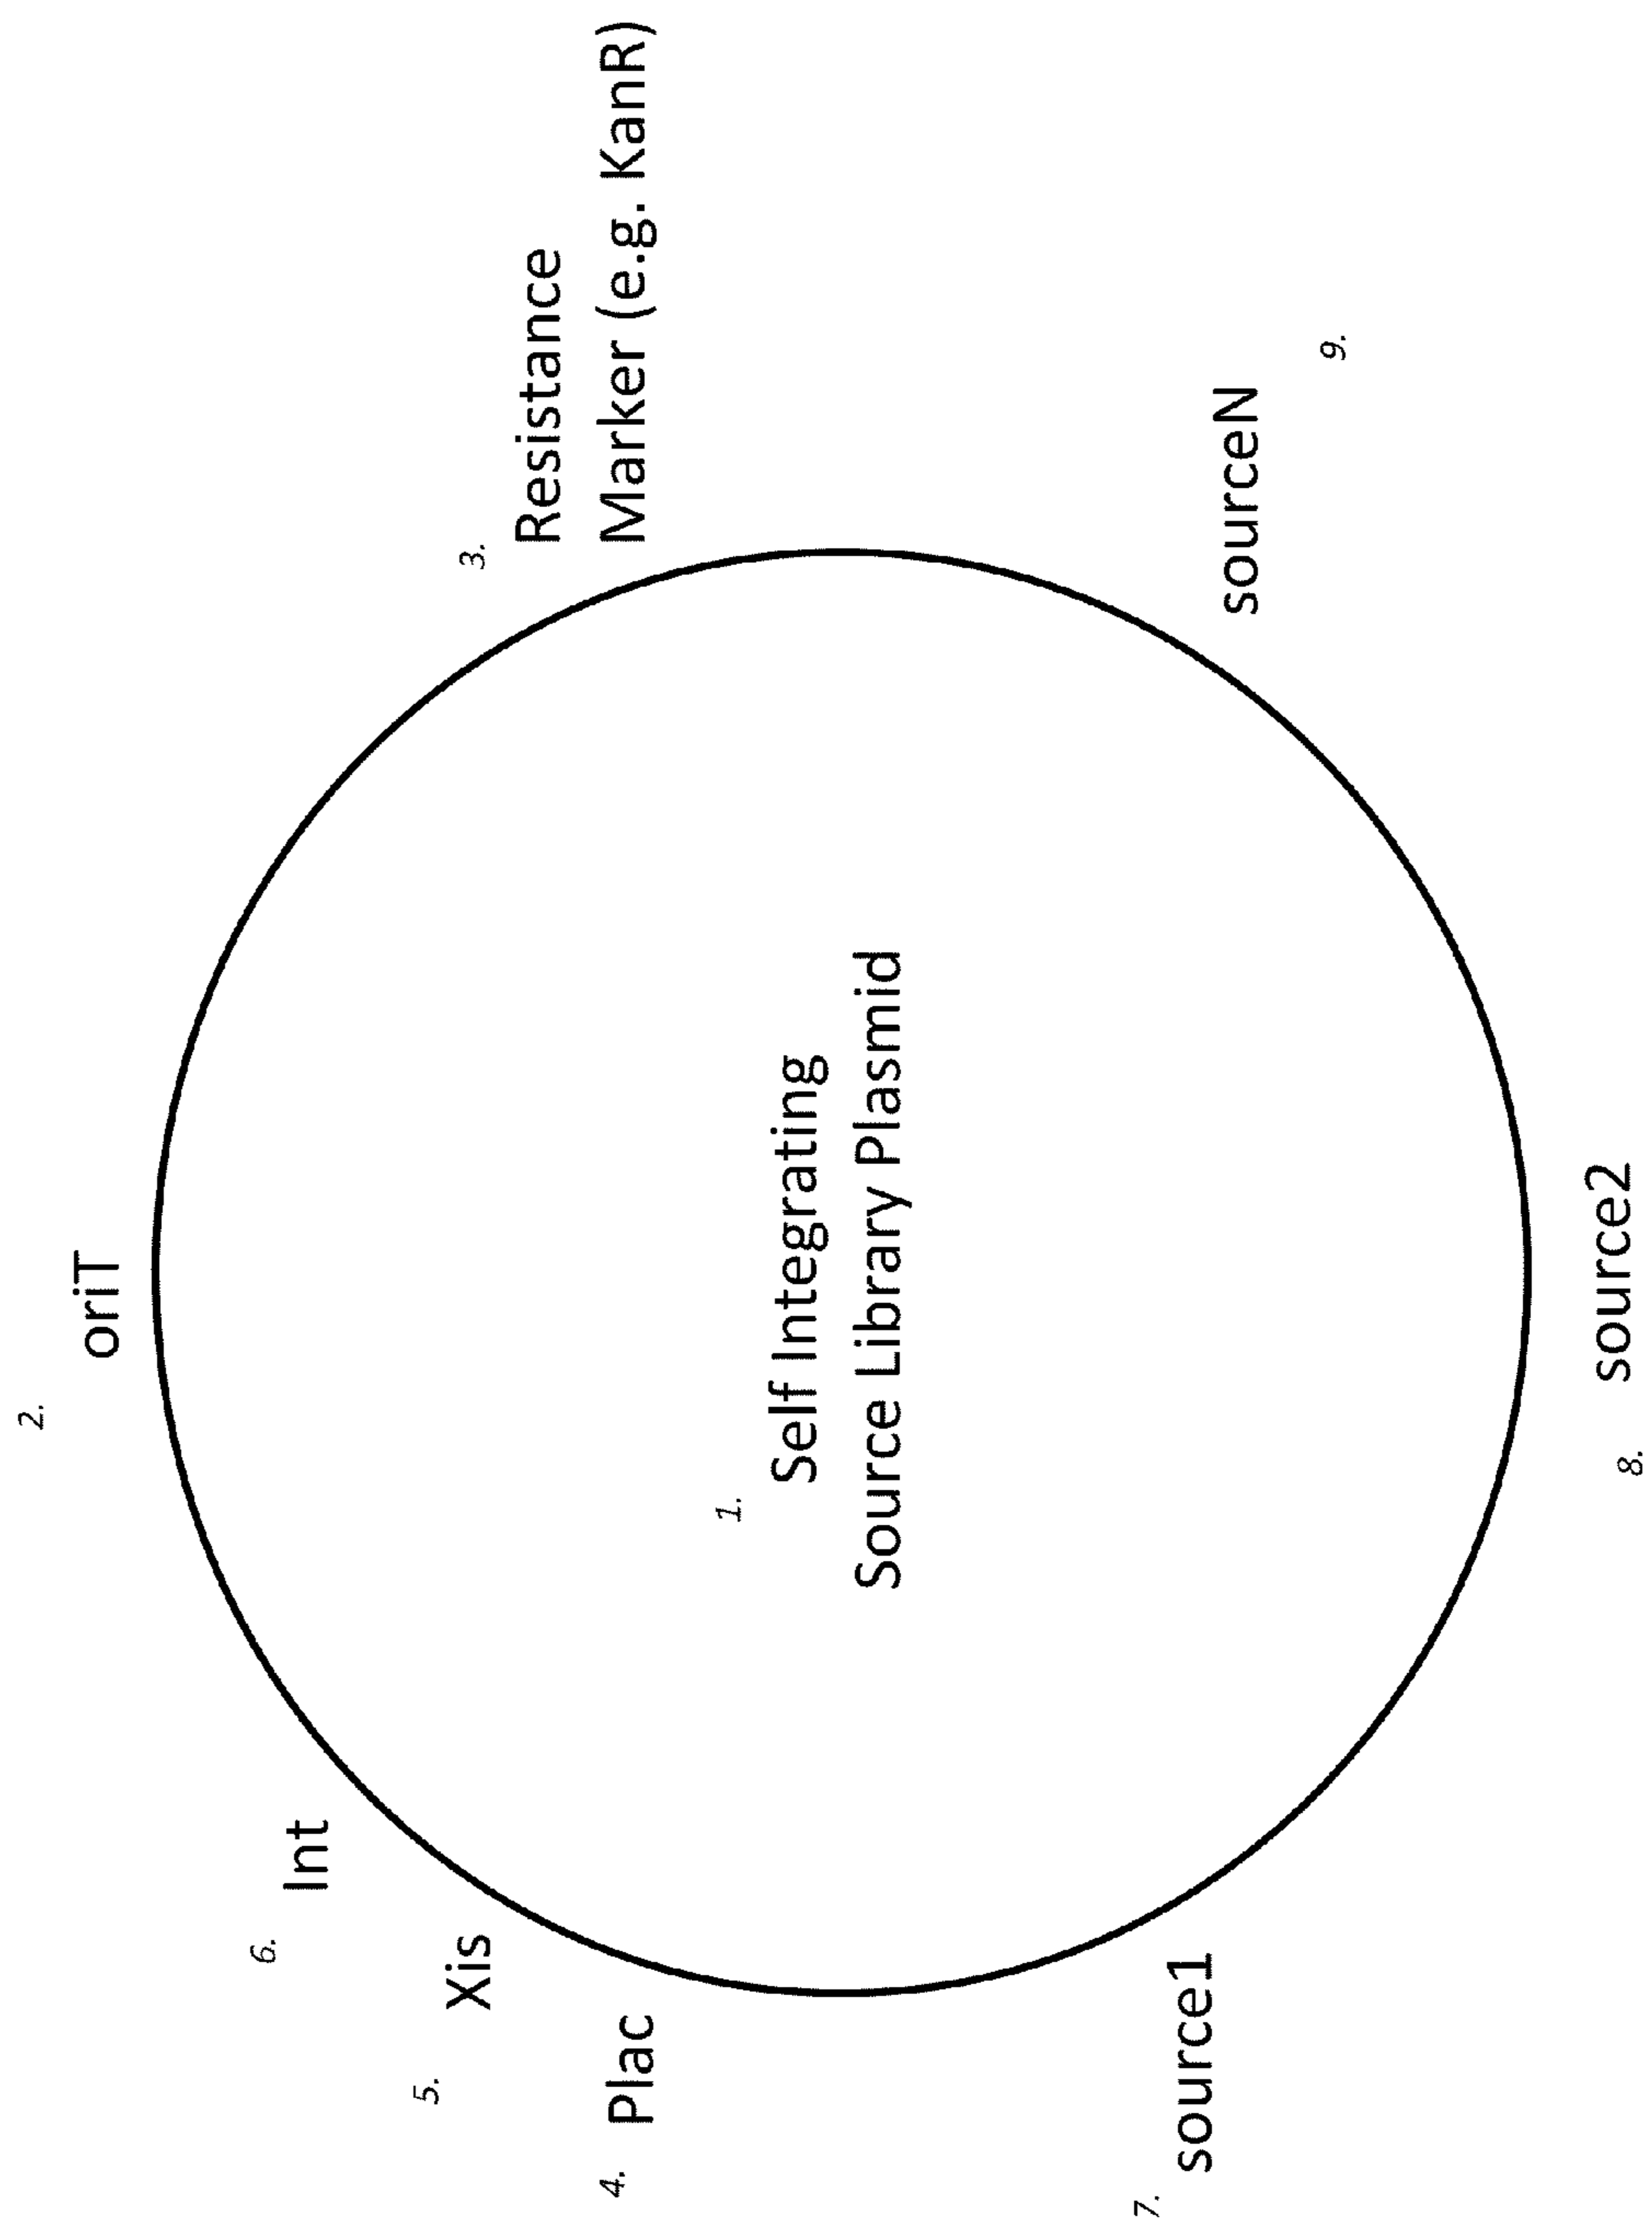 1.
Self Integrating
Source Library Plasmid
2.
oriT
3.
Resistance
Marker (e.g. KanR)
4.
Plac
5.
Xis
6.
Int
7.
source1
8.
source2
9.
sourceN